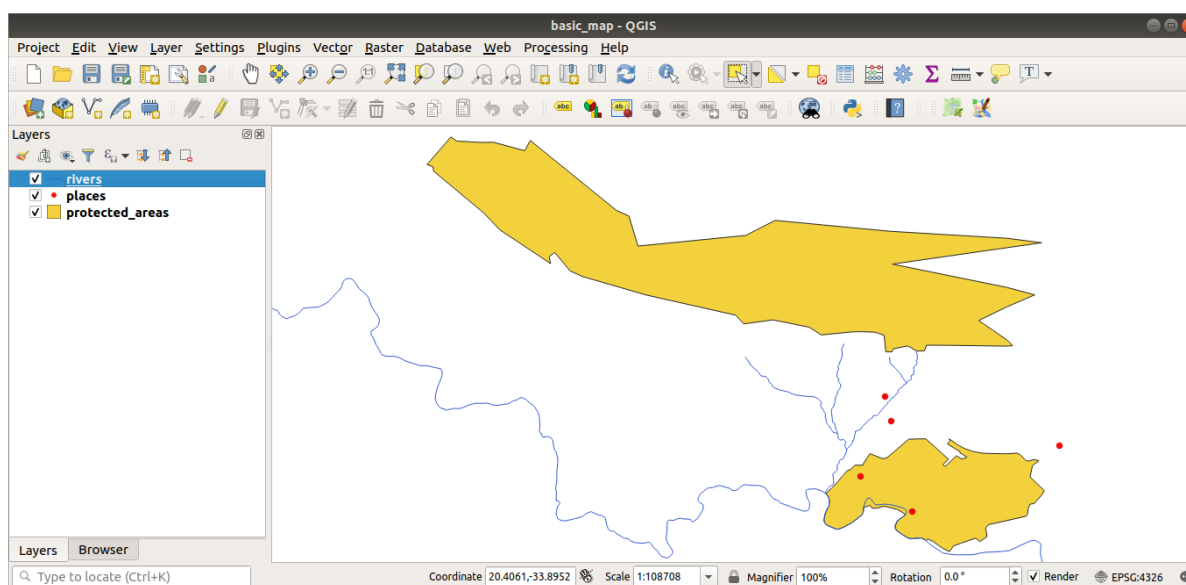 basic_map - QGIS
Project Edit View Layer Settings Plugins Vector Raster Database Web Processing Help
Layers
rivers
places
protected_areas
Layers Browser
Type to locate (Ctrl+K) Coordinate 20.4061,-33.8952 Scale 1:108708 Magnifier 100% Rotation 0.0 ° Render EPSG:4326